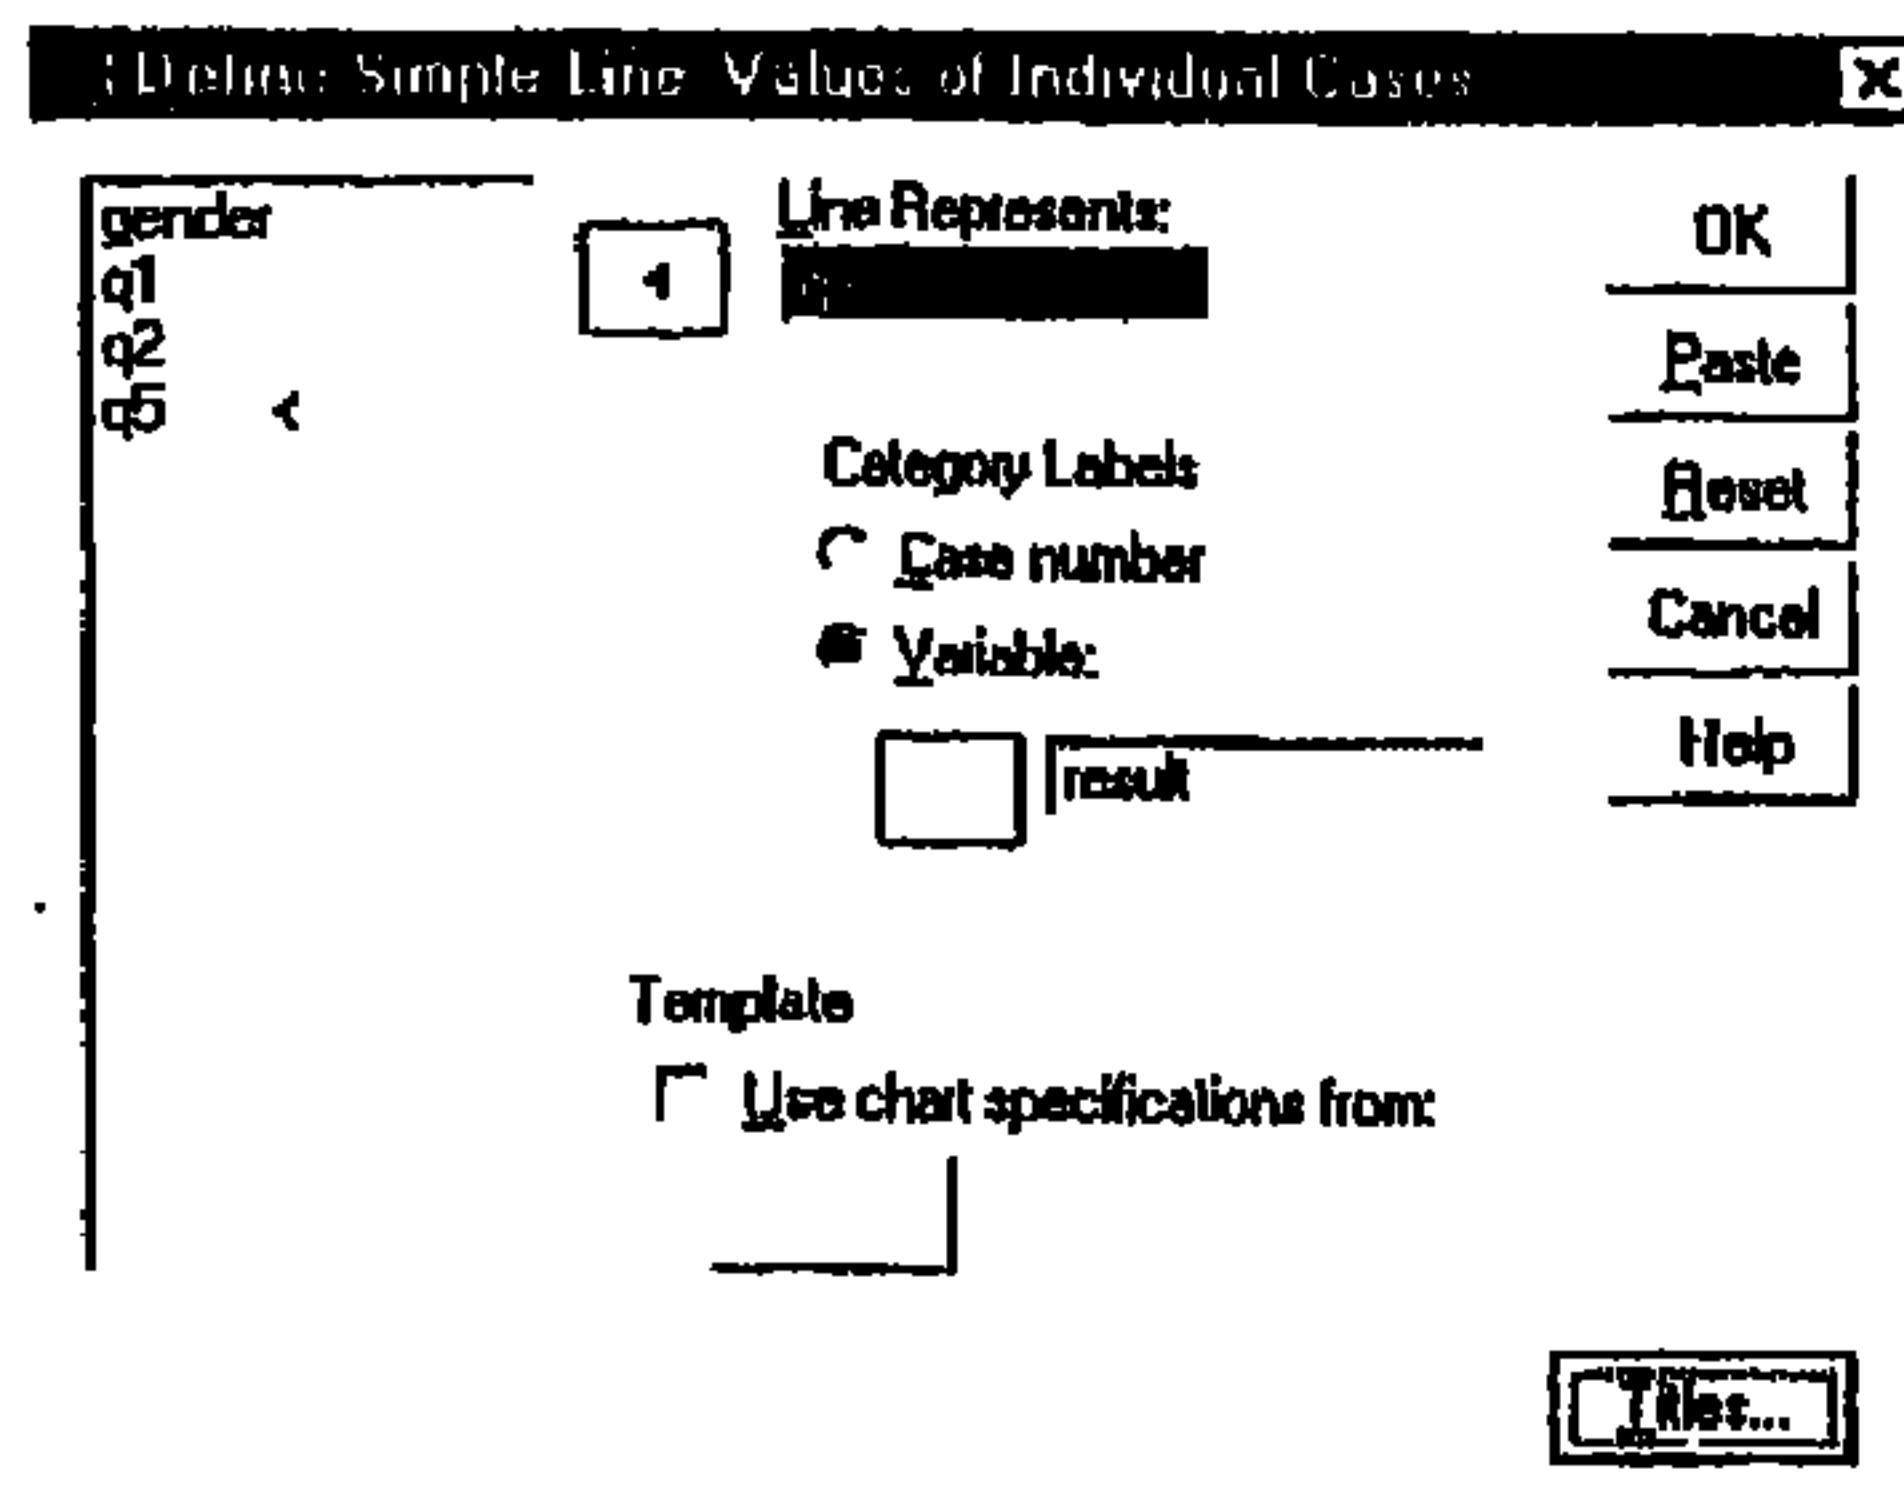 Define Simple Line: Values of Individual Cases
gender
q1
q2
q5
Line Represents:
Category Labels
Case number
Variable:
result
Template
Use chart specifications from:
OK
Paste
Reset
Cancel
Help
Titles...